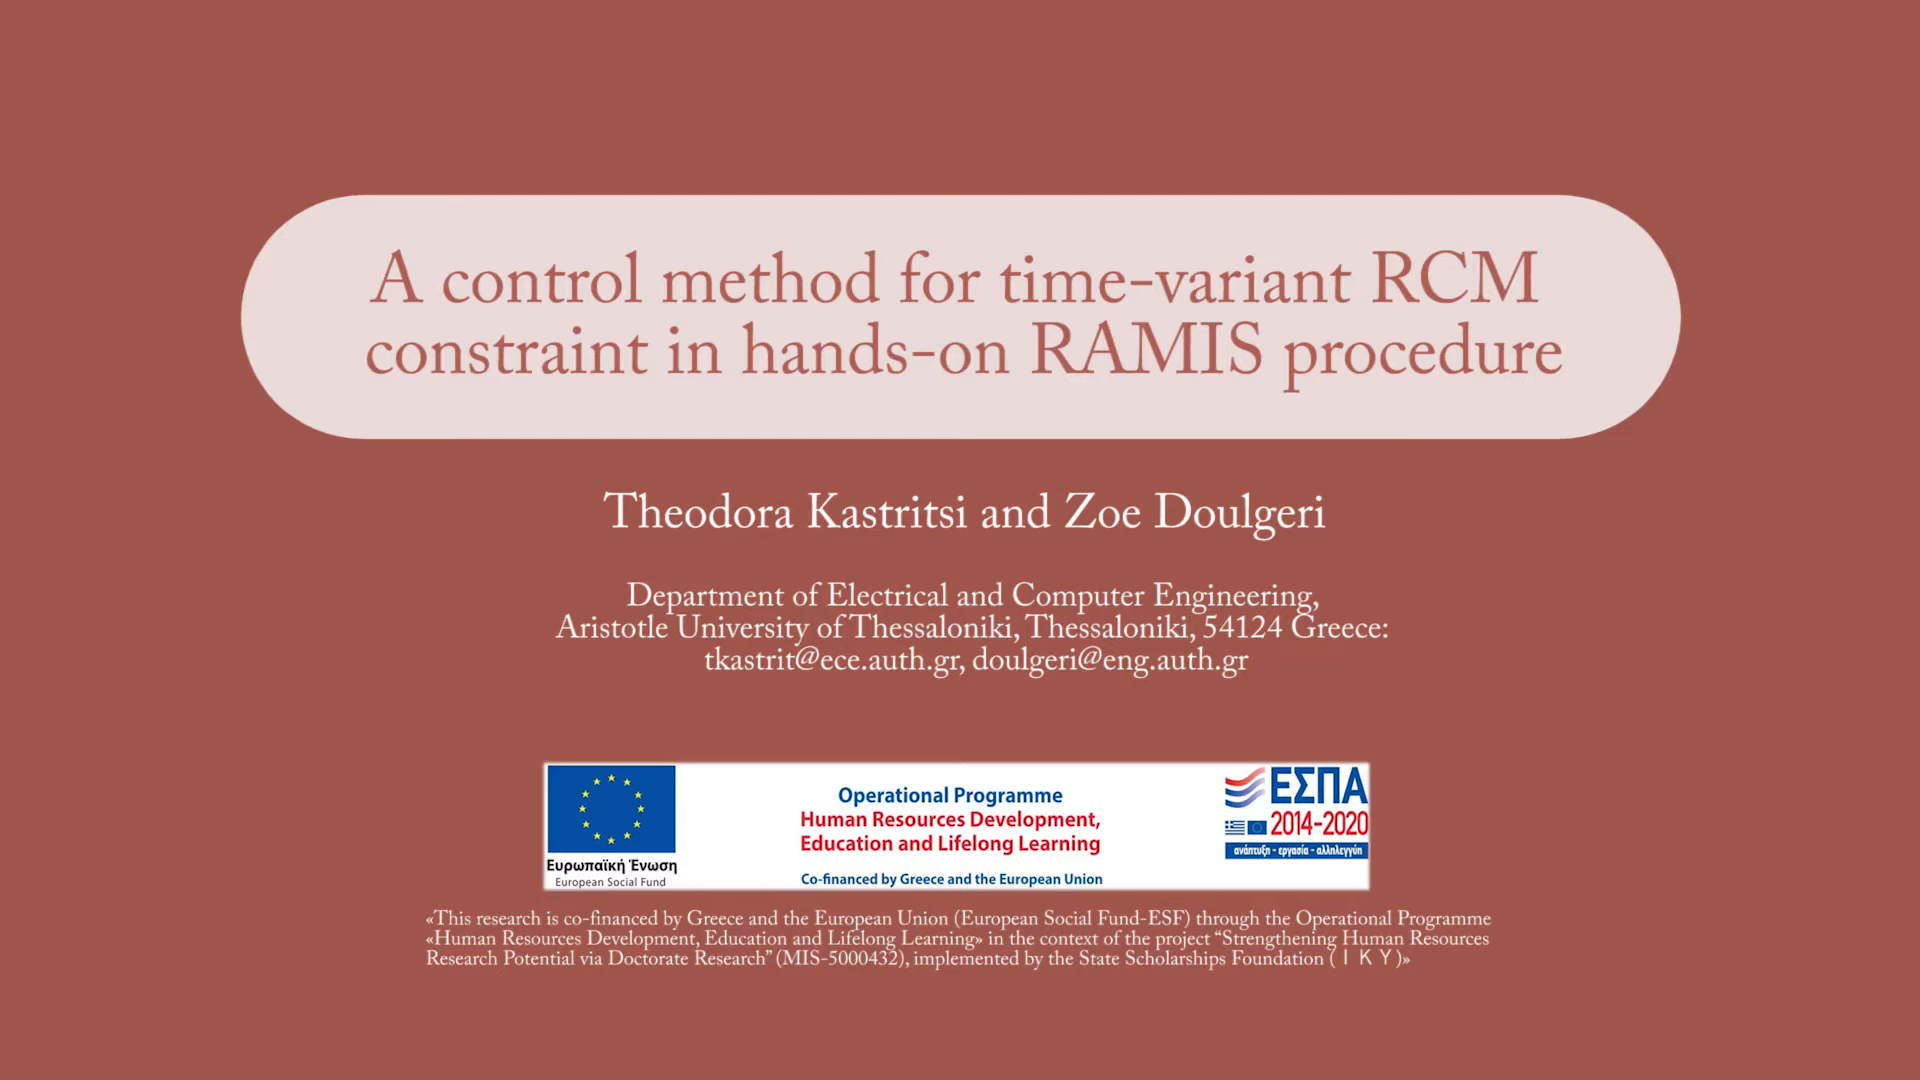 A control method for time-variant RCM
constraint in hands-on RAMIS procedure
Theodora Kastritsi and Zoe Doulgeri
Department of Electrical and Computer Engineering,
Aristotle University of Thessaloniki, Thessaloniki, 54124 Greece:
tkastrit@ece.auth.gr, doulgeri@eng.auth.gr
Ευρωπαϊκή Ένωση
European Social Fund
Operational Programme
Human Resources Development,
Education and Lifelong Learning
Co-financed by Greece and the European Union
ΕΣΠΑ
2014-2020
ανάπτυξη - εργασία - αλληλεγγύη
«This research is co-financed by Greece and the European Union (European Social Fund-ESF) through the Operational Programme
«Human Resources Development, Education and Lifelong Learning» in the context of the project “Strengthening Human Resources
Research Potential via Doctorate Research” (MIS-5000432), implemented by the State Scholarships Foundation ( Ι Κ Υ )»